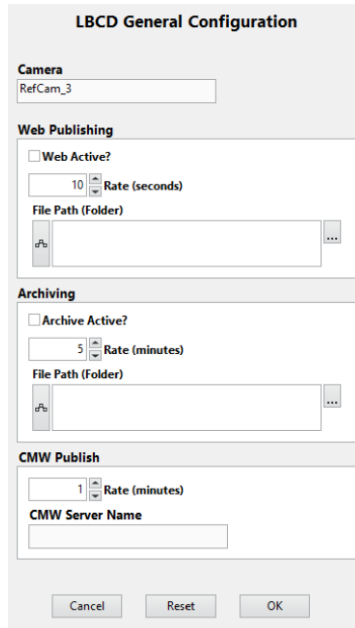 LBCD General Configuration
Camera
RefCam_3
Web Publishing
Web Active?
10 Rate (seconds)
File Path (Folder)
...
Archiving
Archive Active?
5 Rate (minutes)
File Path (Folder)
...
CMW Publish
1 Rate (minutes)
CMW Server Name
Cancel Reset OK